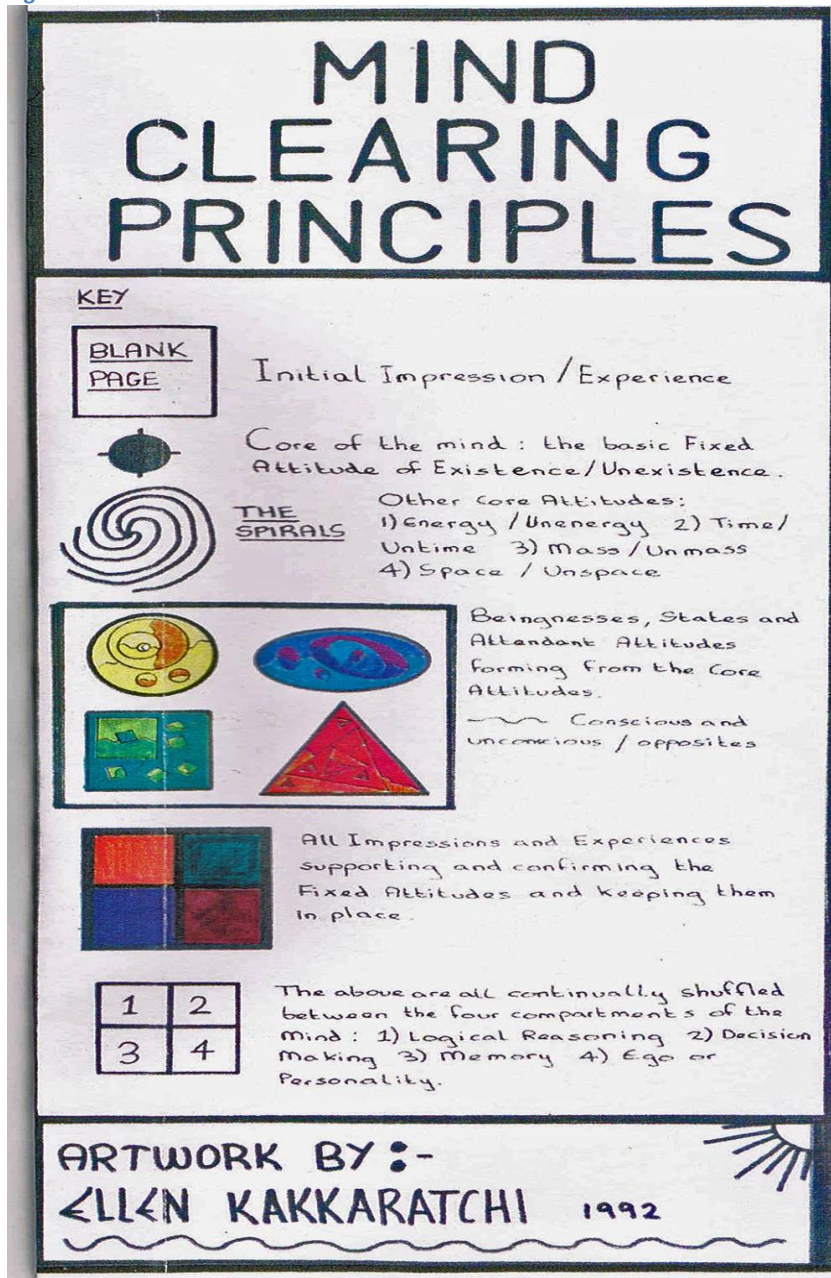 MIND
CLEARING
PRINCIPLES
KEY
BLANK
PAGE
Initial Impression / Experience
Core of the mind : the basic Fixed
Attitude of Existence/Unexistence.
THE
SPIRALS
Other Core Attitudes:
1) Energy / Unenergy 2) Time/
Untime 3) Mass / Unmass
4) Space / Unspace
Beingnesses, States and
Attendant Attitudes
forming from the Core
Attitudes.
Conscious and
unconscious / opposites
All Impressions and Experiences
supporting and confirming the
Fixed Attitudes and keeping them
in place.
1 2
3 4
The above are all continually shuffled
between the four compartments of the
Mind : 1) Logical Reasoning 2) Decision
Making 3) Memory 4) Ego or
Personality.
ARTWORK BY :-
ELLEN KAKKARATCHI 1992